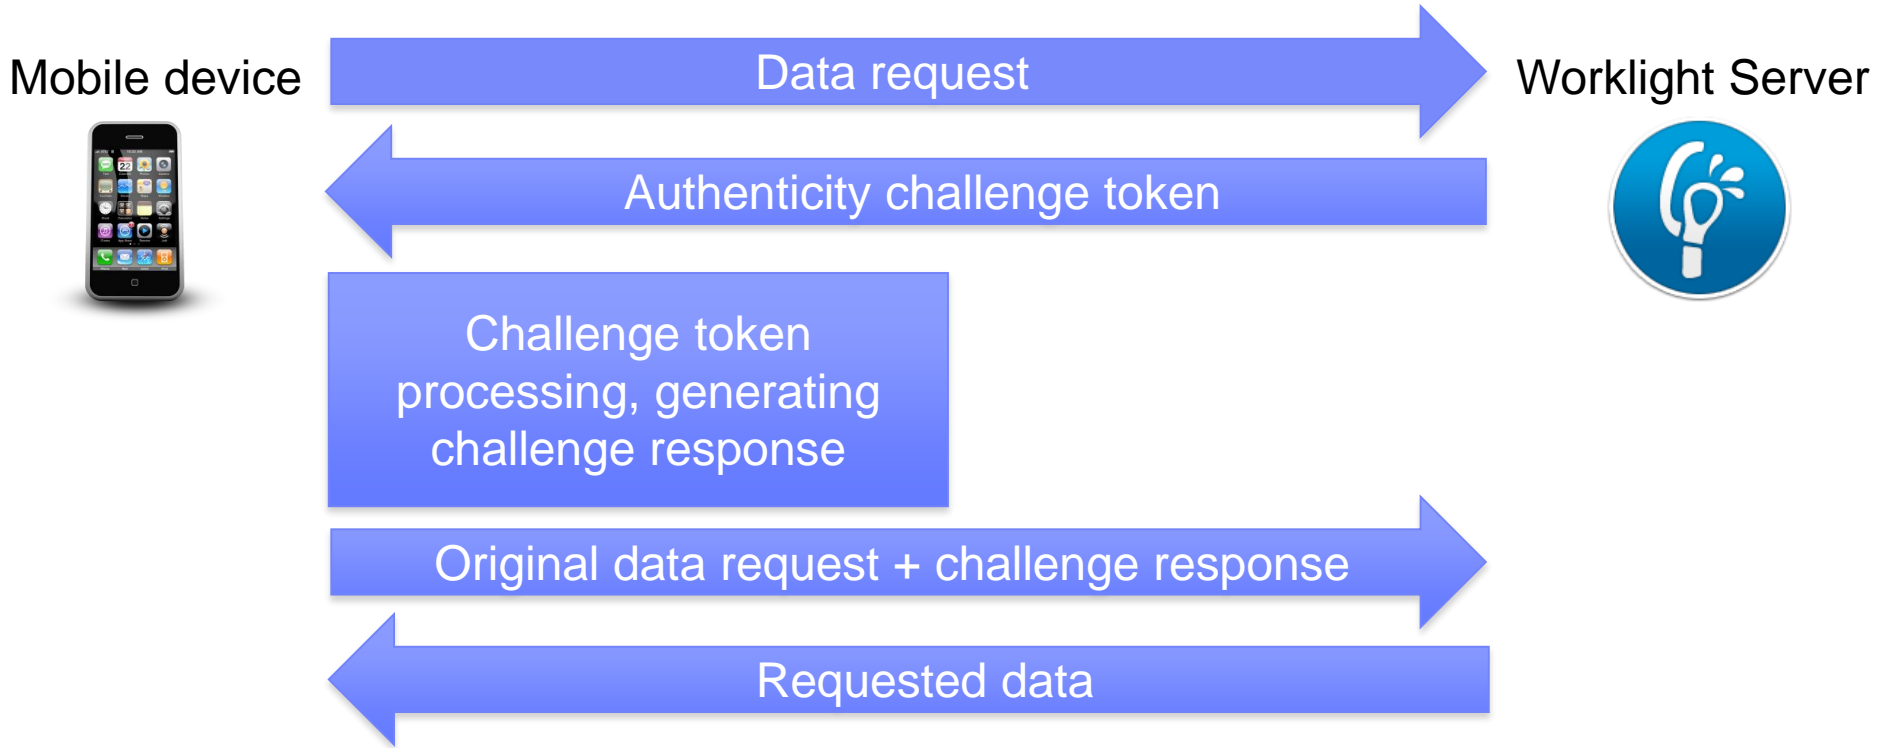 Mobile device
Data request
Worklight Server
Authenticity challenge token
Challenge token
processing, generating
challenge response
Original data request + challenge response
Requested data
22